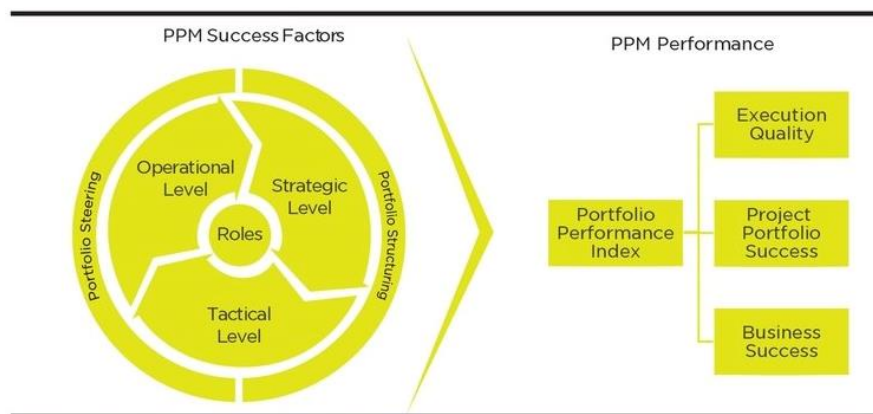 PPM Success Factors
Portfolio Steering
Operational
Level
Strategic
Level
Roles
Tactical
Level
Portfolio Structuring
PPM Performance
Portfolio
Performance
Index
Execution
Quality
Project
Portfolio
Success
Business
Success